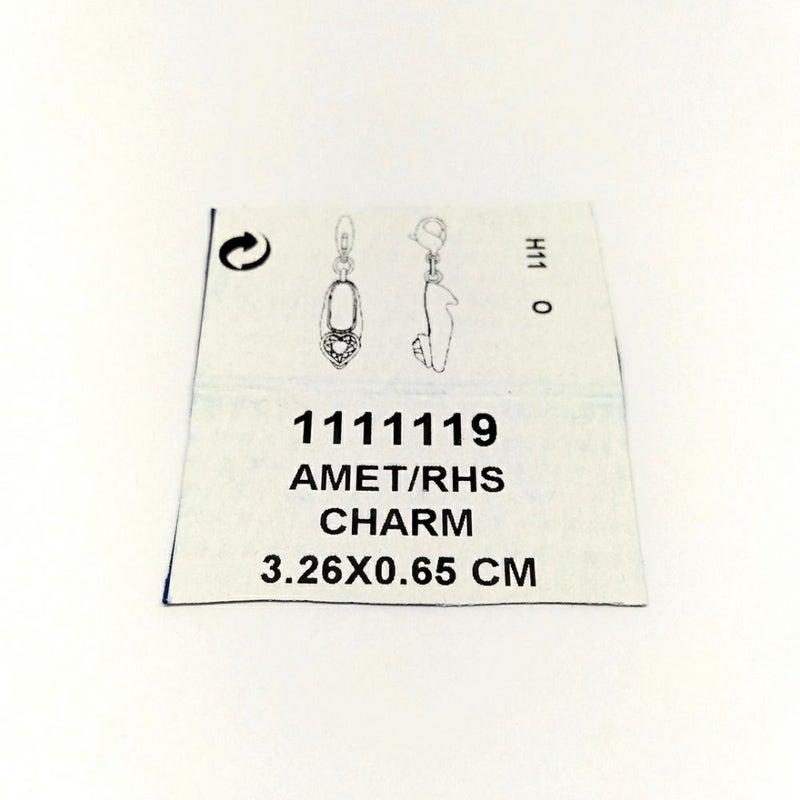 H11 O
1111119
AMET/RHS
CHARM
3.26X0.65 CM